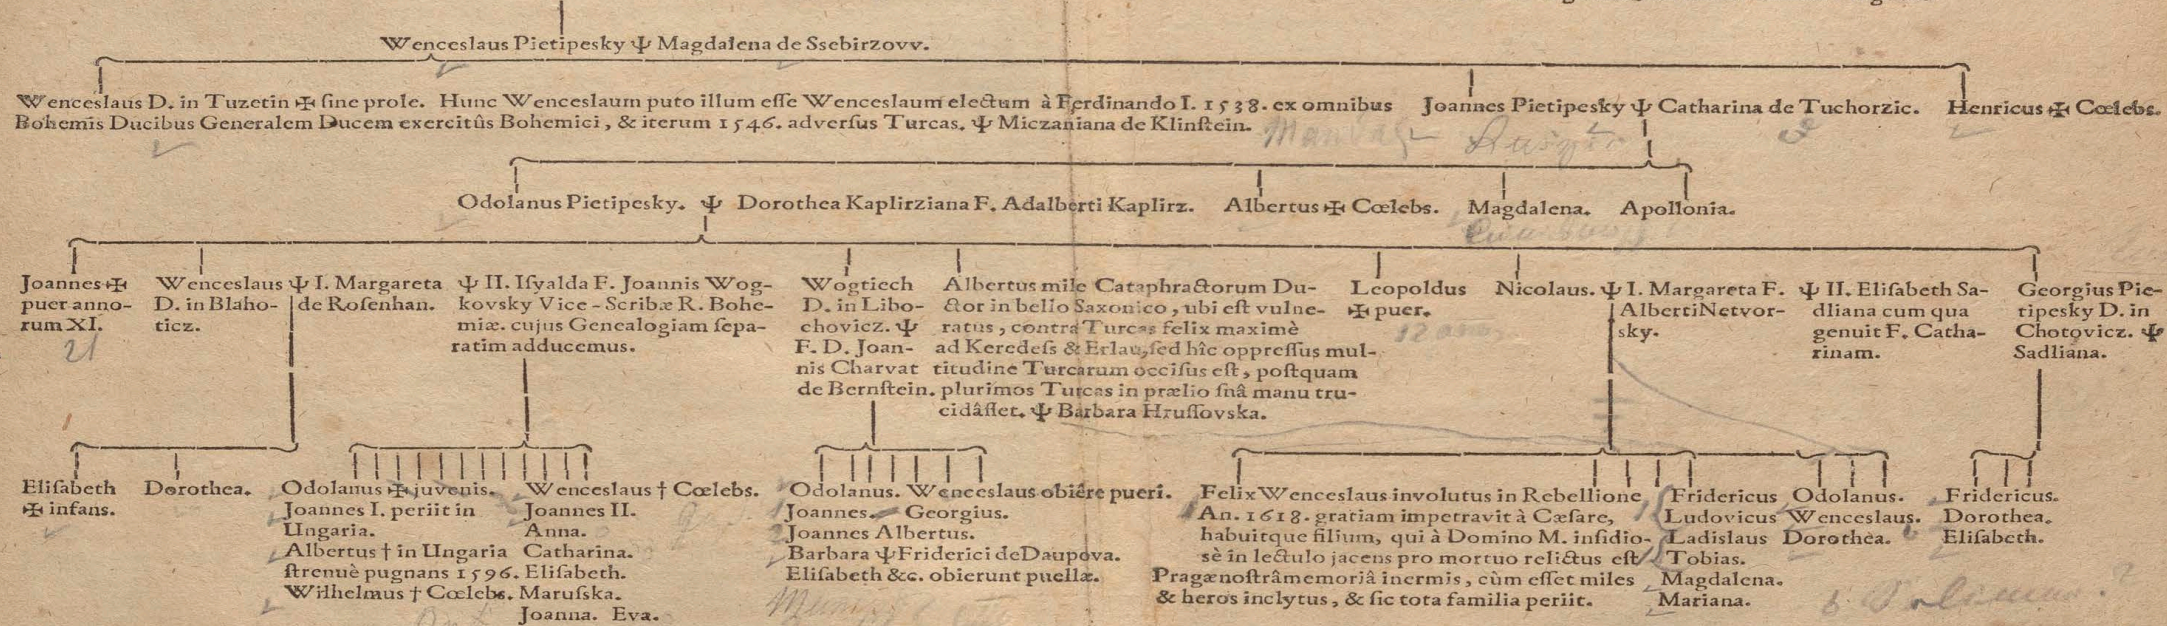 Wenceslaus Pietipesky Ψ Magdalena de Ssebirzovv.
Wenceslaus D. in Tuzetin ✠ ſine prole. Hunc Wenceslaum puto illum eſſe Wenceslaum electum à Ferdinando I. 1538. ex omnibus
Bohemis Ducibus Generalem Ducem exercitûs Bohemici, & iterum 1546. adverſus Turcas. Ψ Miczaniana de Klinſtein.
Joannes Pietipesky Ψ Catharina de Tuchorzic.
Henricus ✠ Cœlebs.
Odolanus Pietipesky. Ψ Dorothea Kaplirziana F. Adalberti Kaplirz.
Albertus ✠ Cœlebs.
Magdalena.
Apollonia.
Joannes ✠
puer anno-
rum XI.
21
Wenceslaus Ψ I. Margareta
D. in Blaho-
ticz.
de Roſenhan.
Ψ II. Iſyalda F. Joannis Wog-
kovsky Vice-Scribæ R. Bohe-
miæ. cujus Genealogiam ſepa-
ratim adducemus.
Wogtiech
D. in Libo-
chovicz. Ψ
F. D. Joan-
nis Charvat
de Bernſtein.
Albertus mile Cataphractorum Du-
ctor in bello Saxonico, ubi eſt vulne-
ratus, contra Turcas felix maximè
ad Keredeſs & Erlau, ſed hîc oppreſſus mul-
titudine Turcarum occiſus eſt, poſtquam
plurimos Turcas in prælio ſuâ manu tru-
cidâſſet. Ψ Barbara Hruſſovska.
Leopoldus
✠ puer.
Nicolaus. Ψ I. Margareta F.
Alberti Netvor-
sky.
Ψ II. Eliſabeth Sa-
dliana cum qua
genuit F. Catha-
rinam.
Georgius Pie-
tipesky D. in
Chotovicz. Ψ
Sadliana.
Eliſabeth
✠ infans.
Dorothea.
Odolanus ✠ juvenis.
Joannes I. periit in
Ungaria.
Albertus † in Ungaria
ſtrenuè pugnans 1596.
Wilhelmus † Cœlebs.
Wenceslaus † Cœlebs.
Joannes II.
Anna.
Catharina.
Eliſabeth.
Maruſska.
Joanna. Eva.
Odolanus. Wenceslaus obiêre pueri.
Joannes. Georgius.
Joannes Albertus.
Barbara Ψ Friderici de Daupova.
Eliſabeth &c. obierunt puellæ.
Felix Wenceslaus involutus in Rebellione
An. 1618. gratiam impetravit à Cæſare,
habuitque filium, qui à Domino M. inſidio-
sè in lectulo jacens pro mortuo relictus eſt
Pragæ noſtrâ memoriâ inermis, cùm eſſet miles
& heros inclytus, & ſic tota familia periit.
Fridericus
Ludovicus
Ladislaus
Tobias.
Magdalena.
Mariana.
Odolanus.
Wenceslaus.
Dorothea.
Fridericus.
Dorothea.
Eliſabeth.